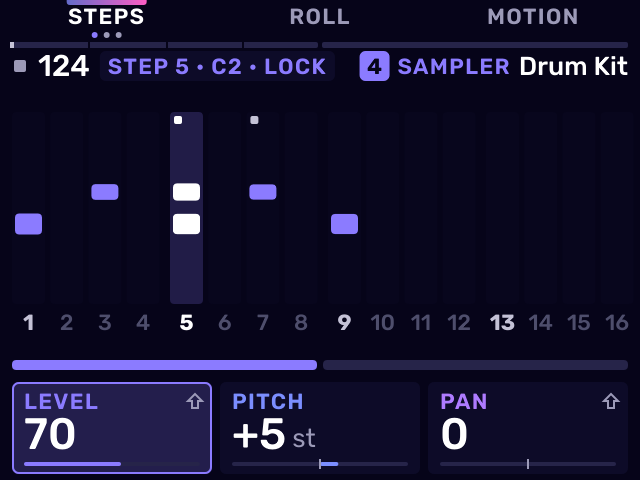 STEPS ROLL MOTION
124 STEP 5 • C2 • LOCK 4 SAMPLER Drum Kit
1 2 3 4 5 6 7 8 9 10 11 12 13 14 15 16
LEVEL PITCH PAN
70 +5 st 0